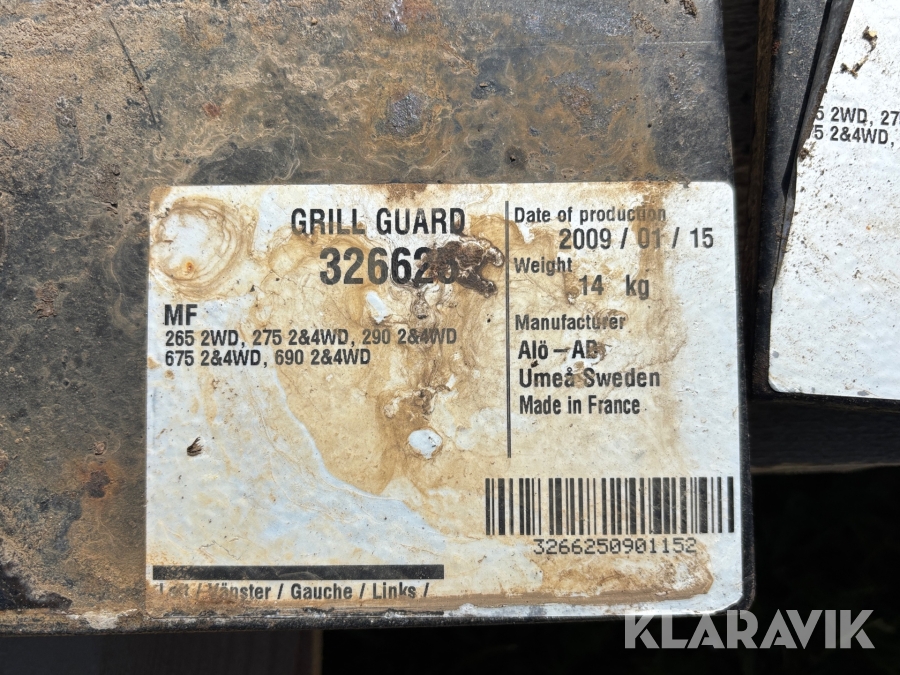 GRILL GUARD
MF
265 2WD, 275 2&4WD, 290 2&4WD
675 2&4WD, 690 2&4WD
Date of production
2009 / 01 / 15
Weight
14 kg
Manufacturer
Alö - AB
Umeå Sweden
Made in France
3266250901152
/ Gauche / Links /
5 2WD, 27
5 2&4WD,
KLARAVIK